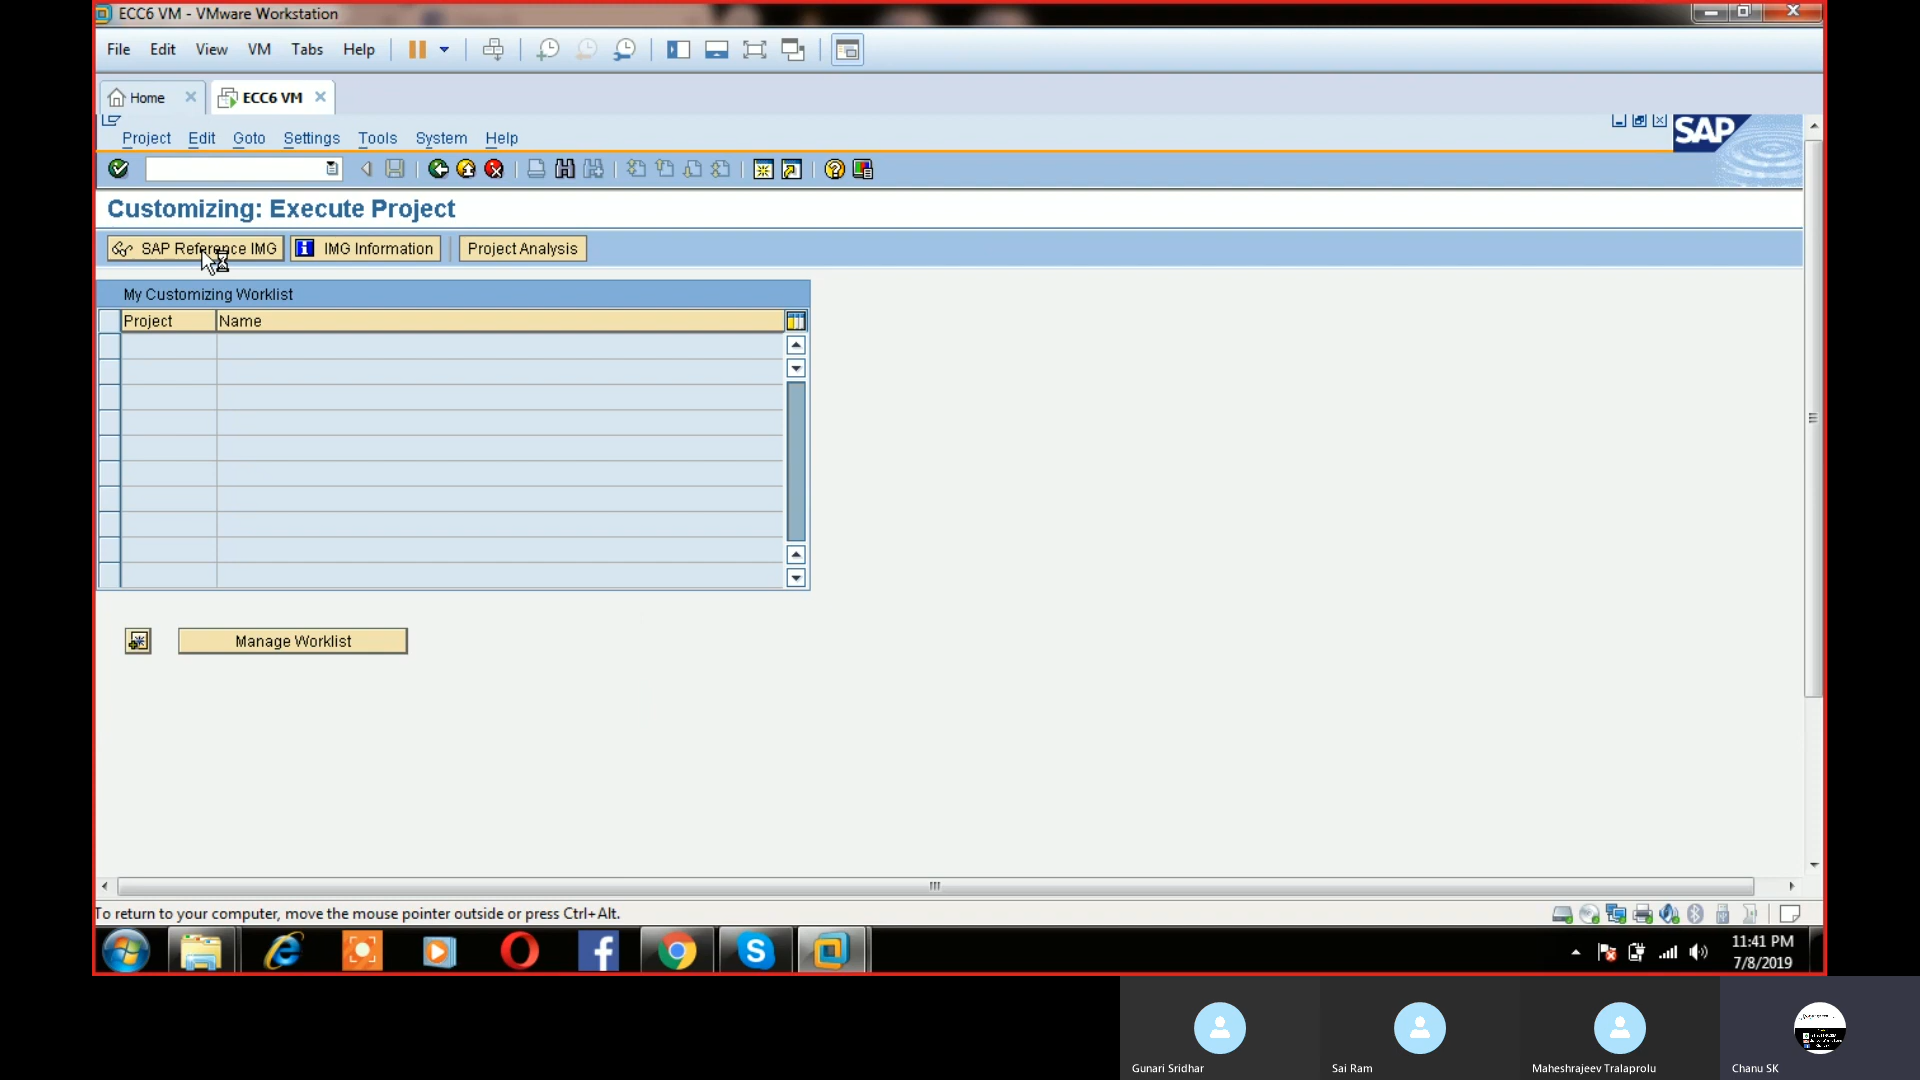 ECC6 VM - VMware Workstation
File Edit View VM Tabs Help
Home ECC6 VM
Project Edit Goto Settings Tools System Help
SAP
Customizing: Execute Project
SAP Reference IMG IMG Information Project Analysis
My Customizing Worklist
Project Name
Manage Worklist
To return to your computer, move the mouse pointer outside or press Ctrl+Alt.
11:41 PM
7/8/2019
Gunari Sridhar Sai Ram Maheshrajeev Tralaprolu Chanu SK